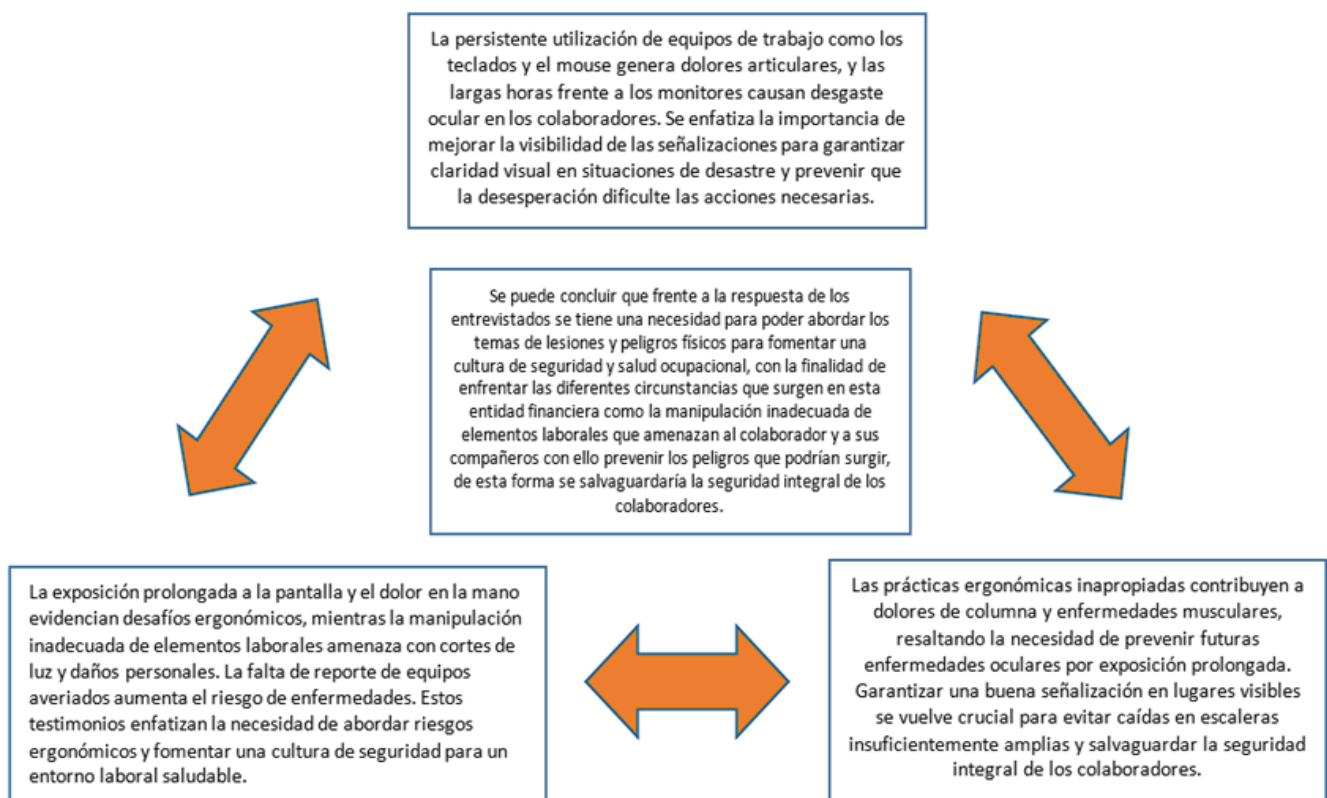 La persistente utilización de equipos de trabajo como los
teclados y el mouse genera dolores articulares, y las
largas horas frente a los monitores causan desgaste
ocular en los colaboradores. Se enfatiza la importancia de
mejorar la visibilidad de las señalizaciones para garantizar
claridad visual en situaciones de desastre y prevenir que
la desesperación dificulte las acciones necesarias.
Se puede concluir que frente a la respuesta de los
entrevistados se tiene una necesidad para poder abordar los
temas de lesiones y peligros físicos para fomentar una
cultura de seguridad y salud ocupacional, con la finalidad de
enfrentar las diferentes circunstancias que surgen en esta
entidad financiera como la manipulación inadecuada de
elementos laborales que amenazan al colaborador y a sus
compañeros con ello prevenir los peligros que podrían surgir,
de esta forma se salvaguardaría la seguridad integral de los
colaboradores.
La exposición prolongada a la pantalla y el dolor en la mano
evidencian desafíos ergonómicos, mientras la manipulación
inadecuada de elementos laborales amenaza con cortes de
luz y daños personales. La falta de reporte de equipos
averiados aumenta el riesgo de enfermedades. Estos
testimonios enfatizan la necesidad de abordar riesgos
ergonómicos y fomentar una cultura de seguridad para un
entorno laboral saludable.
Las prácticas ergonómicas inapropiadas contribuyen a
dolores de columna y enfermedades musculares,
resaltando la necesidad de prevenir futuras
enfermedades oculares por exposición prolongada.
Garantizar una buena señalización en lugares visibles
se vuelve crucial para evitar caídas en escaleras
insuficientemente amplias y salvaguardar la seguridad
integral de los colaboradores.